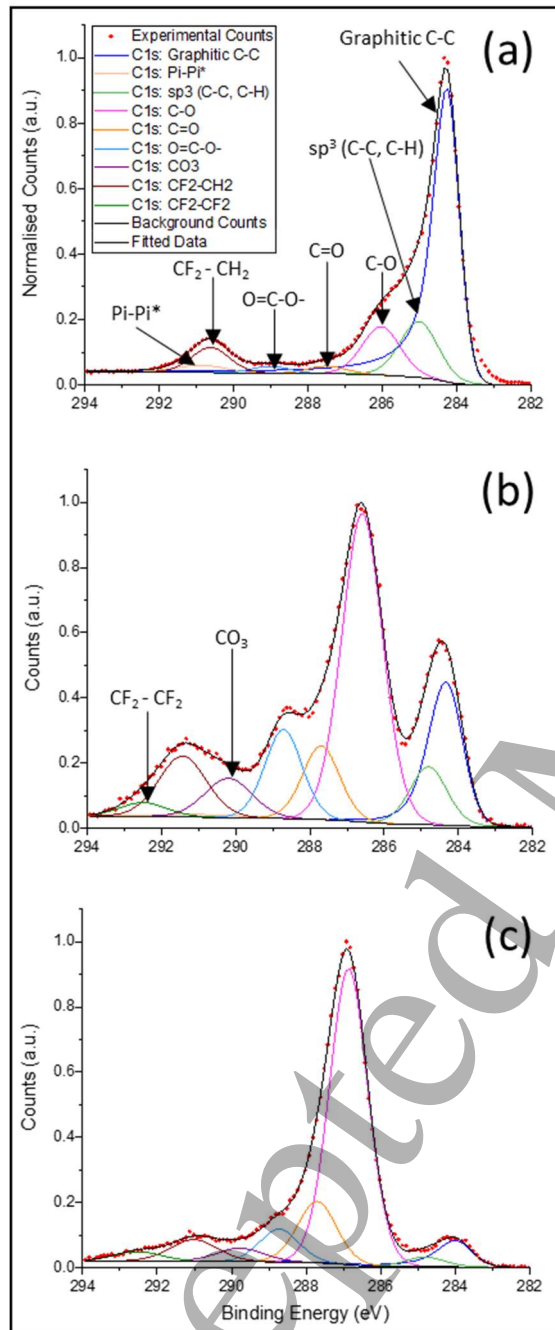 (a)
Experimental Counts
C1s: Graphitic C-C
C1s: Pi-Pi*
C1s: sp3 (C-C, C-H)
C1s: C-O
C1s: C=O
C1s: O=C-O-
C1s: CO3
C1s: CF2-CH2
C1s: CF2-CF2
Background Counts
Fitted Data
Graphitic C-C
sp³ (C-C, C-H)
C=O
C-O
CF₂ - CH₂
O=C-O-
Pi-Pi*
Normalised Counts (a.u.)
1.0
0.8
0.6
0.4
0.2
0.0
294 292 290 288 286 284 282
(b)
CO₃
CF₂ - CF₂
Counts (a.u.)
1.0
0.8
0.6
0.4
0.2
0.0
294 292 290 288 286 284 282
(c)
Counts (a.u.)
1.0
0.8
0.6
0.4
0.2
0.0
294 292 290 288 286 284 282
Binding Energy (eV)
epted